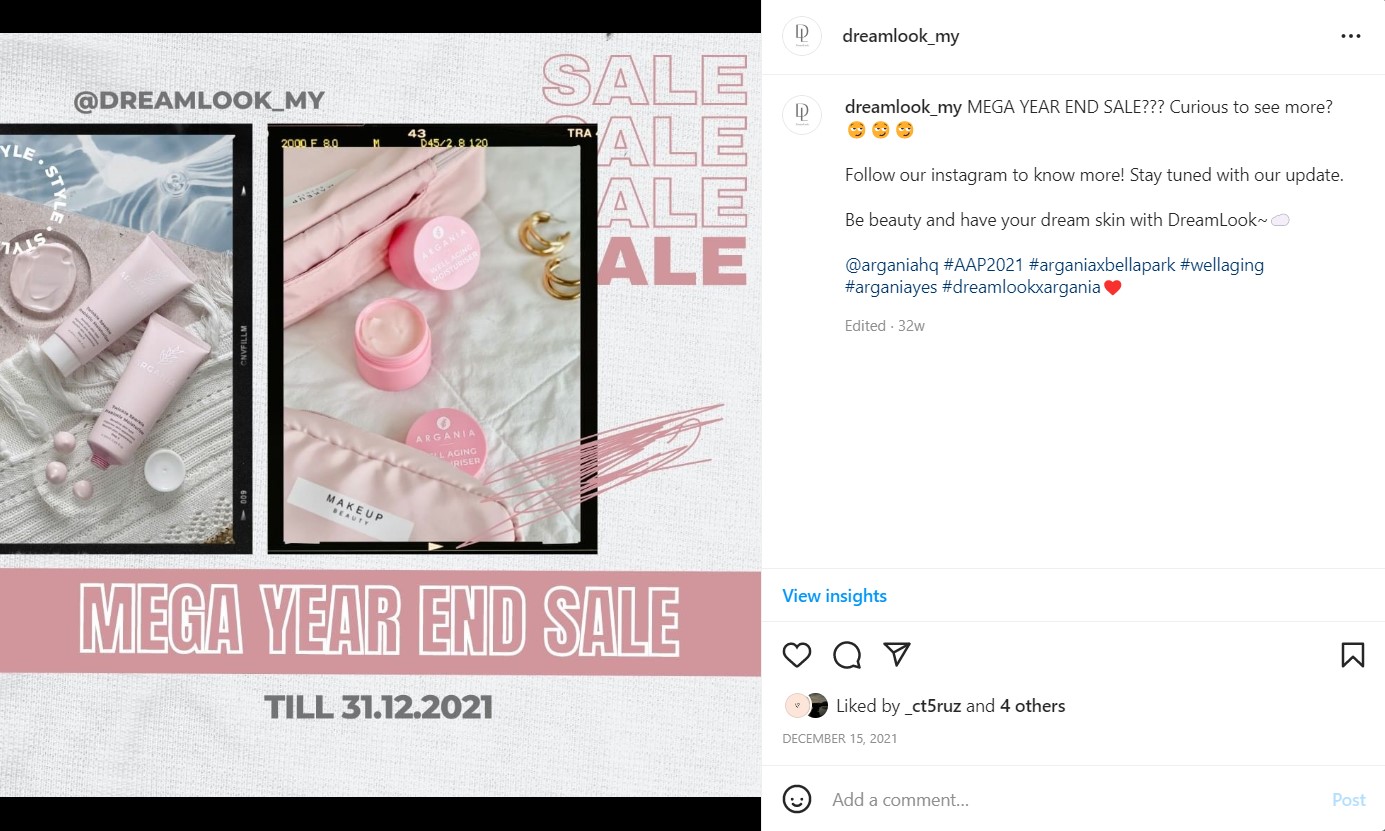 @DREAMLOOK_MY
SALE
SALE
SALE
SALE
YLE • STYLE • STYLE
43
TRA
2000 F 8.0 M D45/2.8 120
ARGANIA
WELL AGING
MOISTURISER
ARGANIA
LL AGING
RISER
MAKEUP
BEAUTY
CNVFILLM
600
MEGA YEAR END SALE
TILL 31.12.2021
dreamlook_my
dreamlook_my MEGA YEAR END SALE??? Curious to see more?
🙄 🙄 🙄
Follow our instagram to know more! Stay tuned with our update.
Be beauty and have your dream skin with DreamLook~☁️
@arganiahq #AAP2021 #arganiaxbellapark #wellaging
#arganiayes #dreamlookxargania♥️
Edited · 32w
View insights
Liked by _ct5ruz and 4 others
DECEMBER 15, 2021
Add a comment...
Post